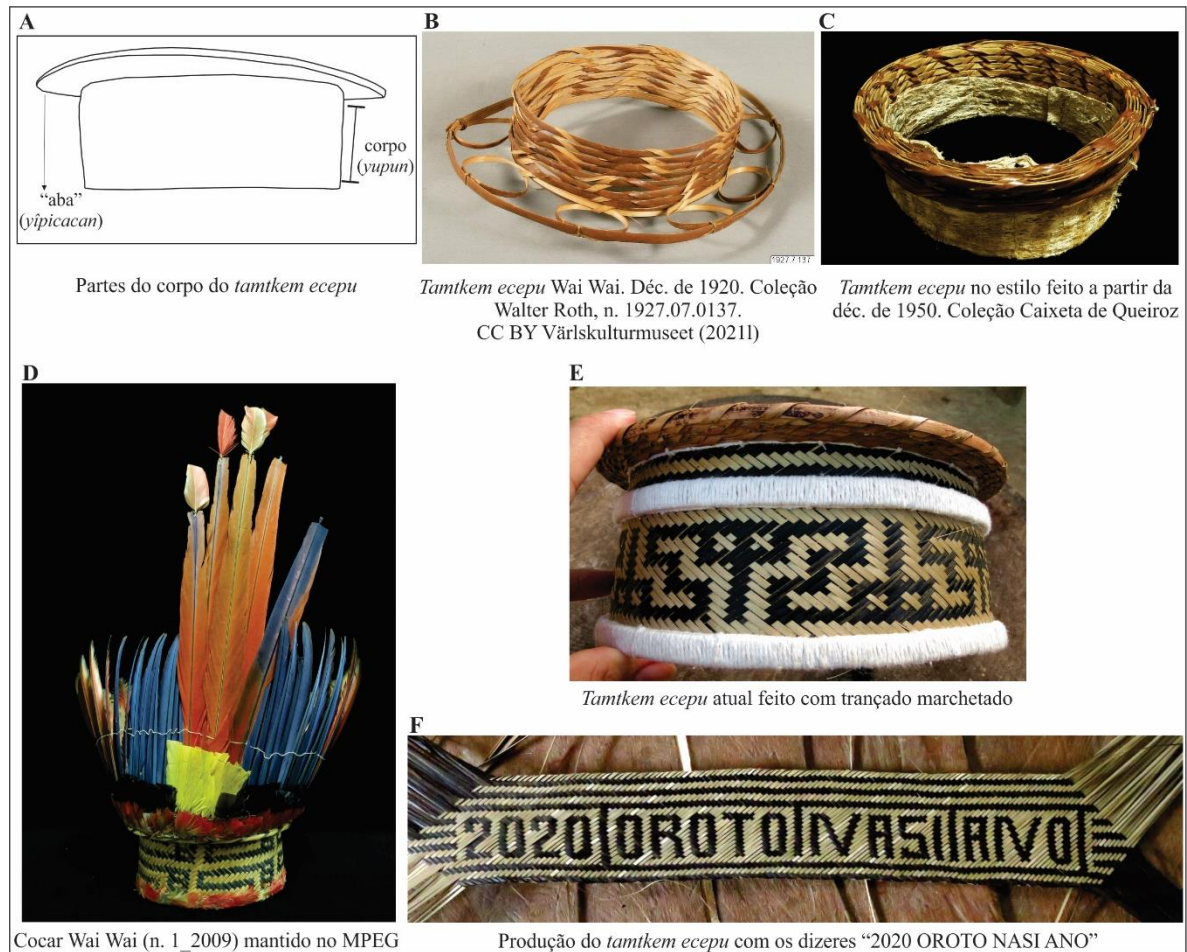 A
corpo
(yupun)
“aba”
(yîpicacan)
Partes do corpo do tamtkem ecepu
B
1927.7.137
Tamtkem ecepu Wai Wai. Déc. de 1920. Coleção
Walter Roth, n. 1927.07.0137.
CC BY Världskulturmuseet (2021l)
C
Tamtkem ecepu no estilo feito a partir da
déc. de 1950. Coleção Caixeta de Queiroz
D
Cocar Wai Wai (n. 1_2009) mantido no MPEG
E
Tamtkem ecepu atual feito com trançado marchetado
F
2020 OROTO NASI ANO
Produção do tamtkem ecepu com os dizeres “2020 OROTO NASI ANO”